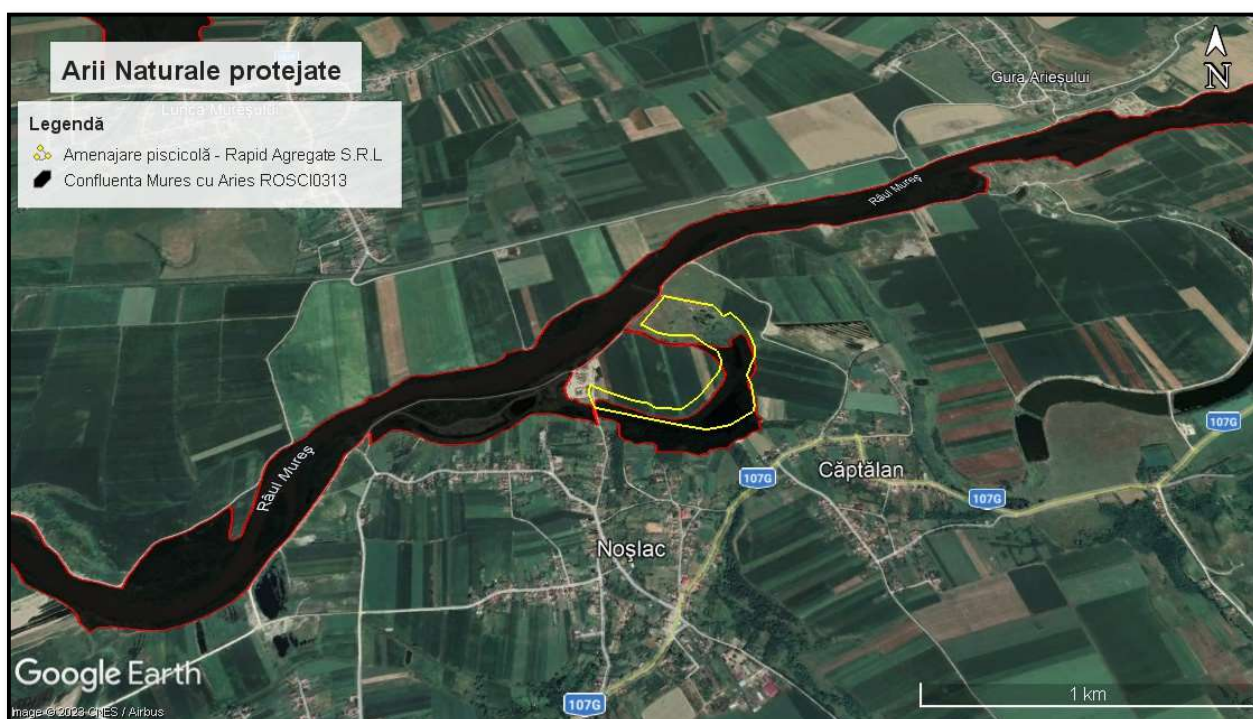 Arii Naturale protejate
Lunca Mureșului
Legendă
Amenajare piscicolă - Rapid Agregate S.R.L
Confluenta Mures cu Aries ROSCI0313
Gura Arieșului
N
Râul Mureș
Râul Mureș
107G
Căptălan
107G
107G
Noșlac
107G
Google Earth
Image © 2023 CNES / Airbus
1 km